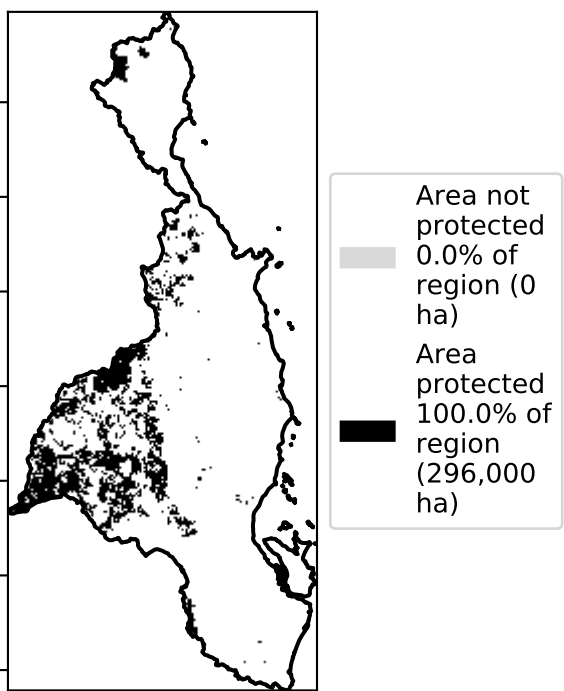 Area not
protected
0.0% of
region (0
ha)
Area
protected
100.0% of
region
(296,000
ha)